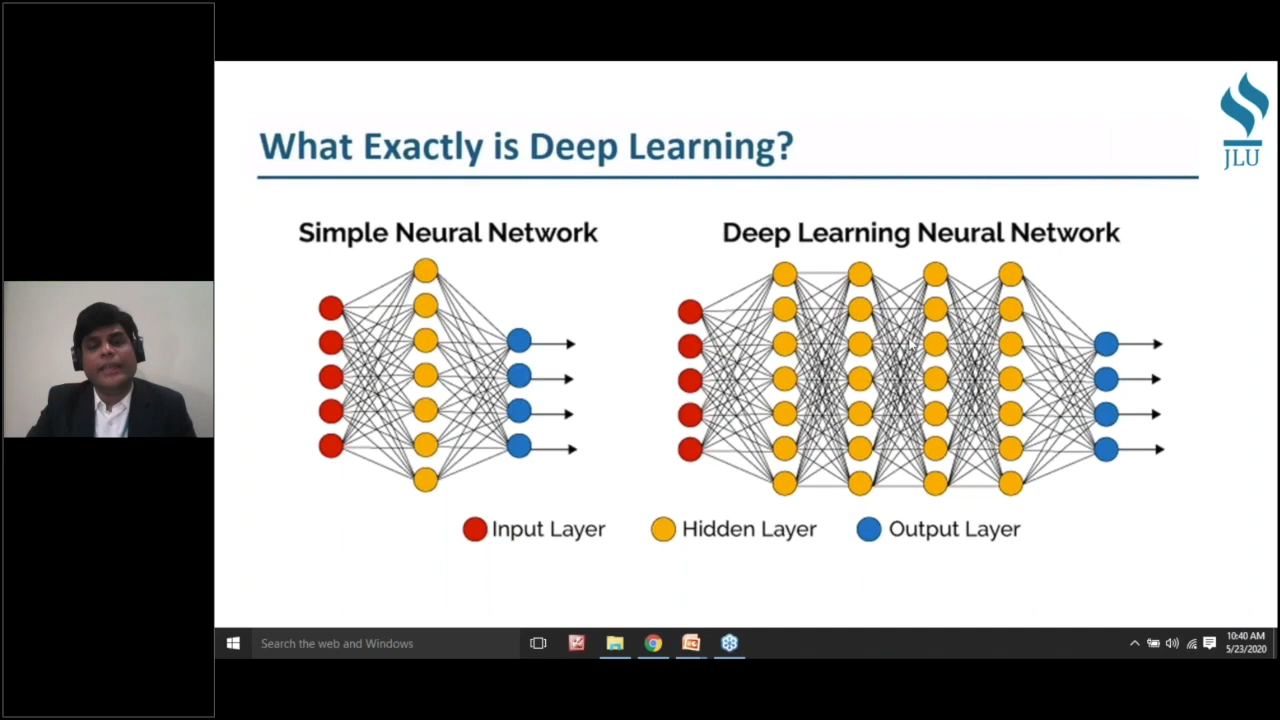 What Exactly is Deep Learning?
JLU
Simple Neural Network
Deep Learning Neural Network
Input Layer
Hidden Layer
Output Layer
Search the web and Windows
10:40 AM
5/23/2020